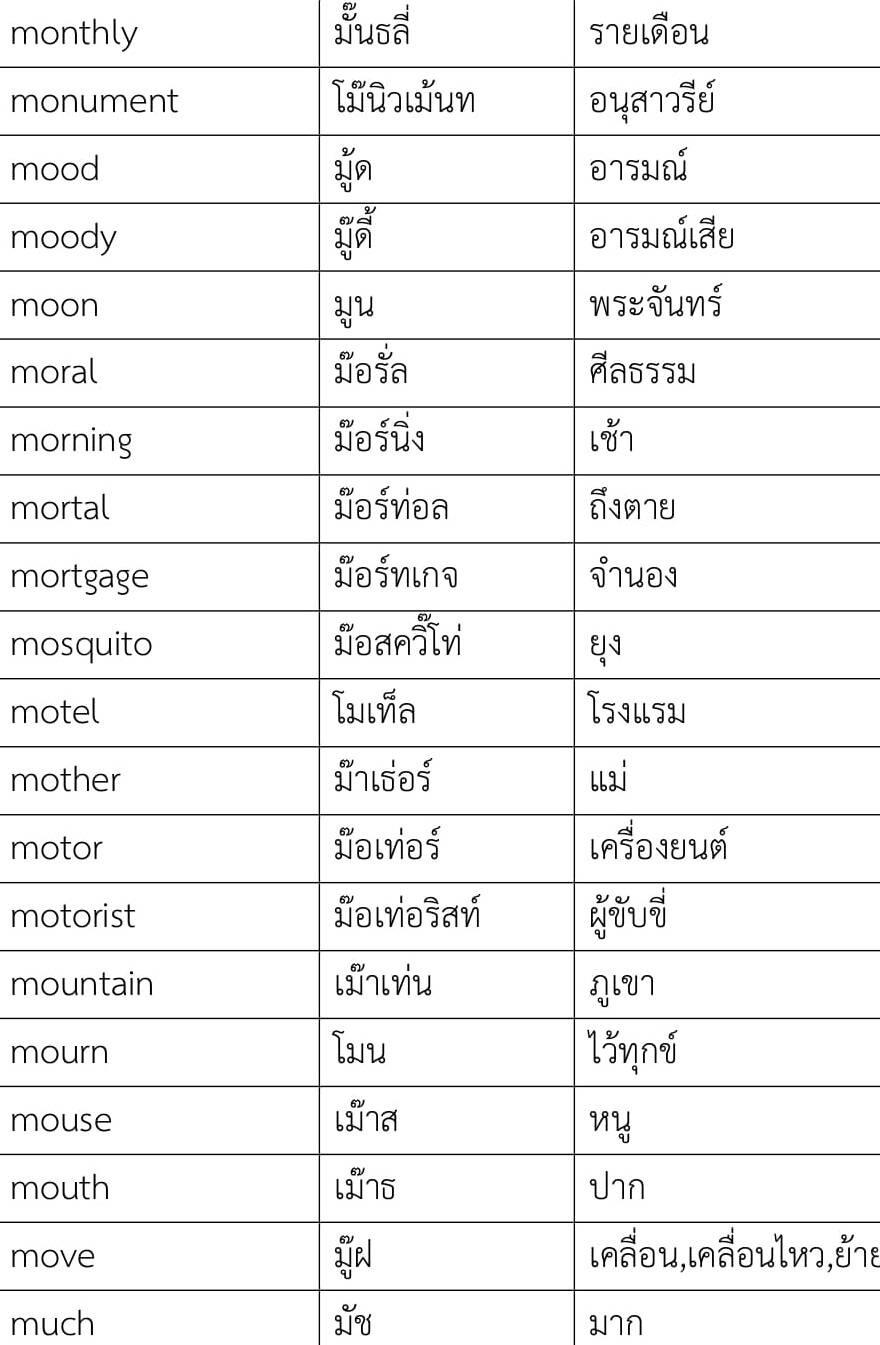 monthly มั๊นธลี่ รายเดือน
monument โม๊นิวเม้นท อนุสาวรีย์
mood มู้ด อารมณ์
moody มู๊ดี้ อารมณ์เสีย
moon มูน พระจันทร์
moral ม๊อรั่ล ศีลธรรม
morning ม๊อร์นิ่ง เช้า
mortal ม๊อร์ท่อล ถึงตาย
mortgage ม๊อร์ทเกจ จำนอง
mosquito ม๊อสควิ๊โท่ ยุง
motel โมเท็ล โรงแรม
mother ม๊าเธ่อร์ แม่
motor ม๊อเท่อร์ เครื่องยนต์
motorist ม๊อเท่อริสท์ ผู้ขับขี่
mountain เม๊าเท่น ภูเขา
mourn โมน ไว้ทุกข์
mouse เม๊าส หนู
mouth เม๊าธ ปาก
move มู๊ฝ เคลื่อน,เคลื่อนไหว,ย้าย
much มัช มาก